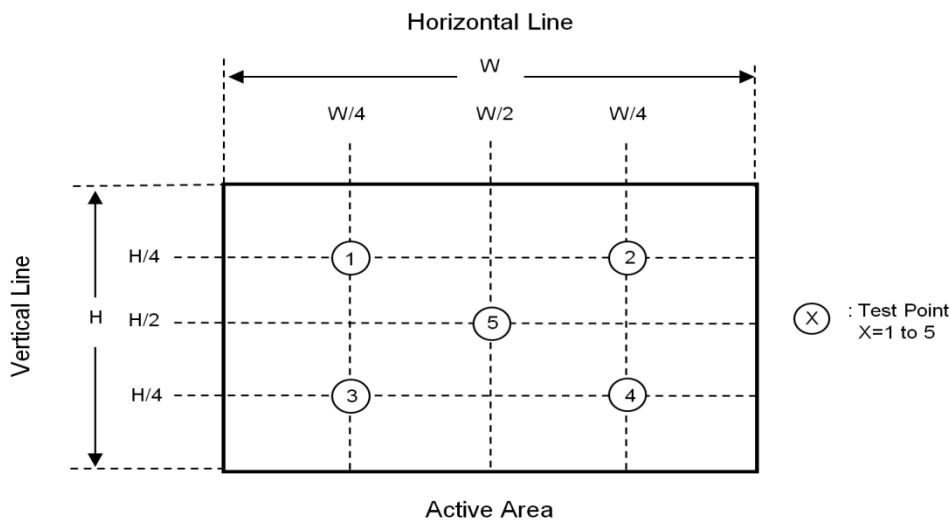 Horizontal Line
W
W/4 W/2 W/4
H/4
1 2
Vertical Line
H
H/2
5
X : Test Point
X=1 to 5
H/4
3 4
Active Area